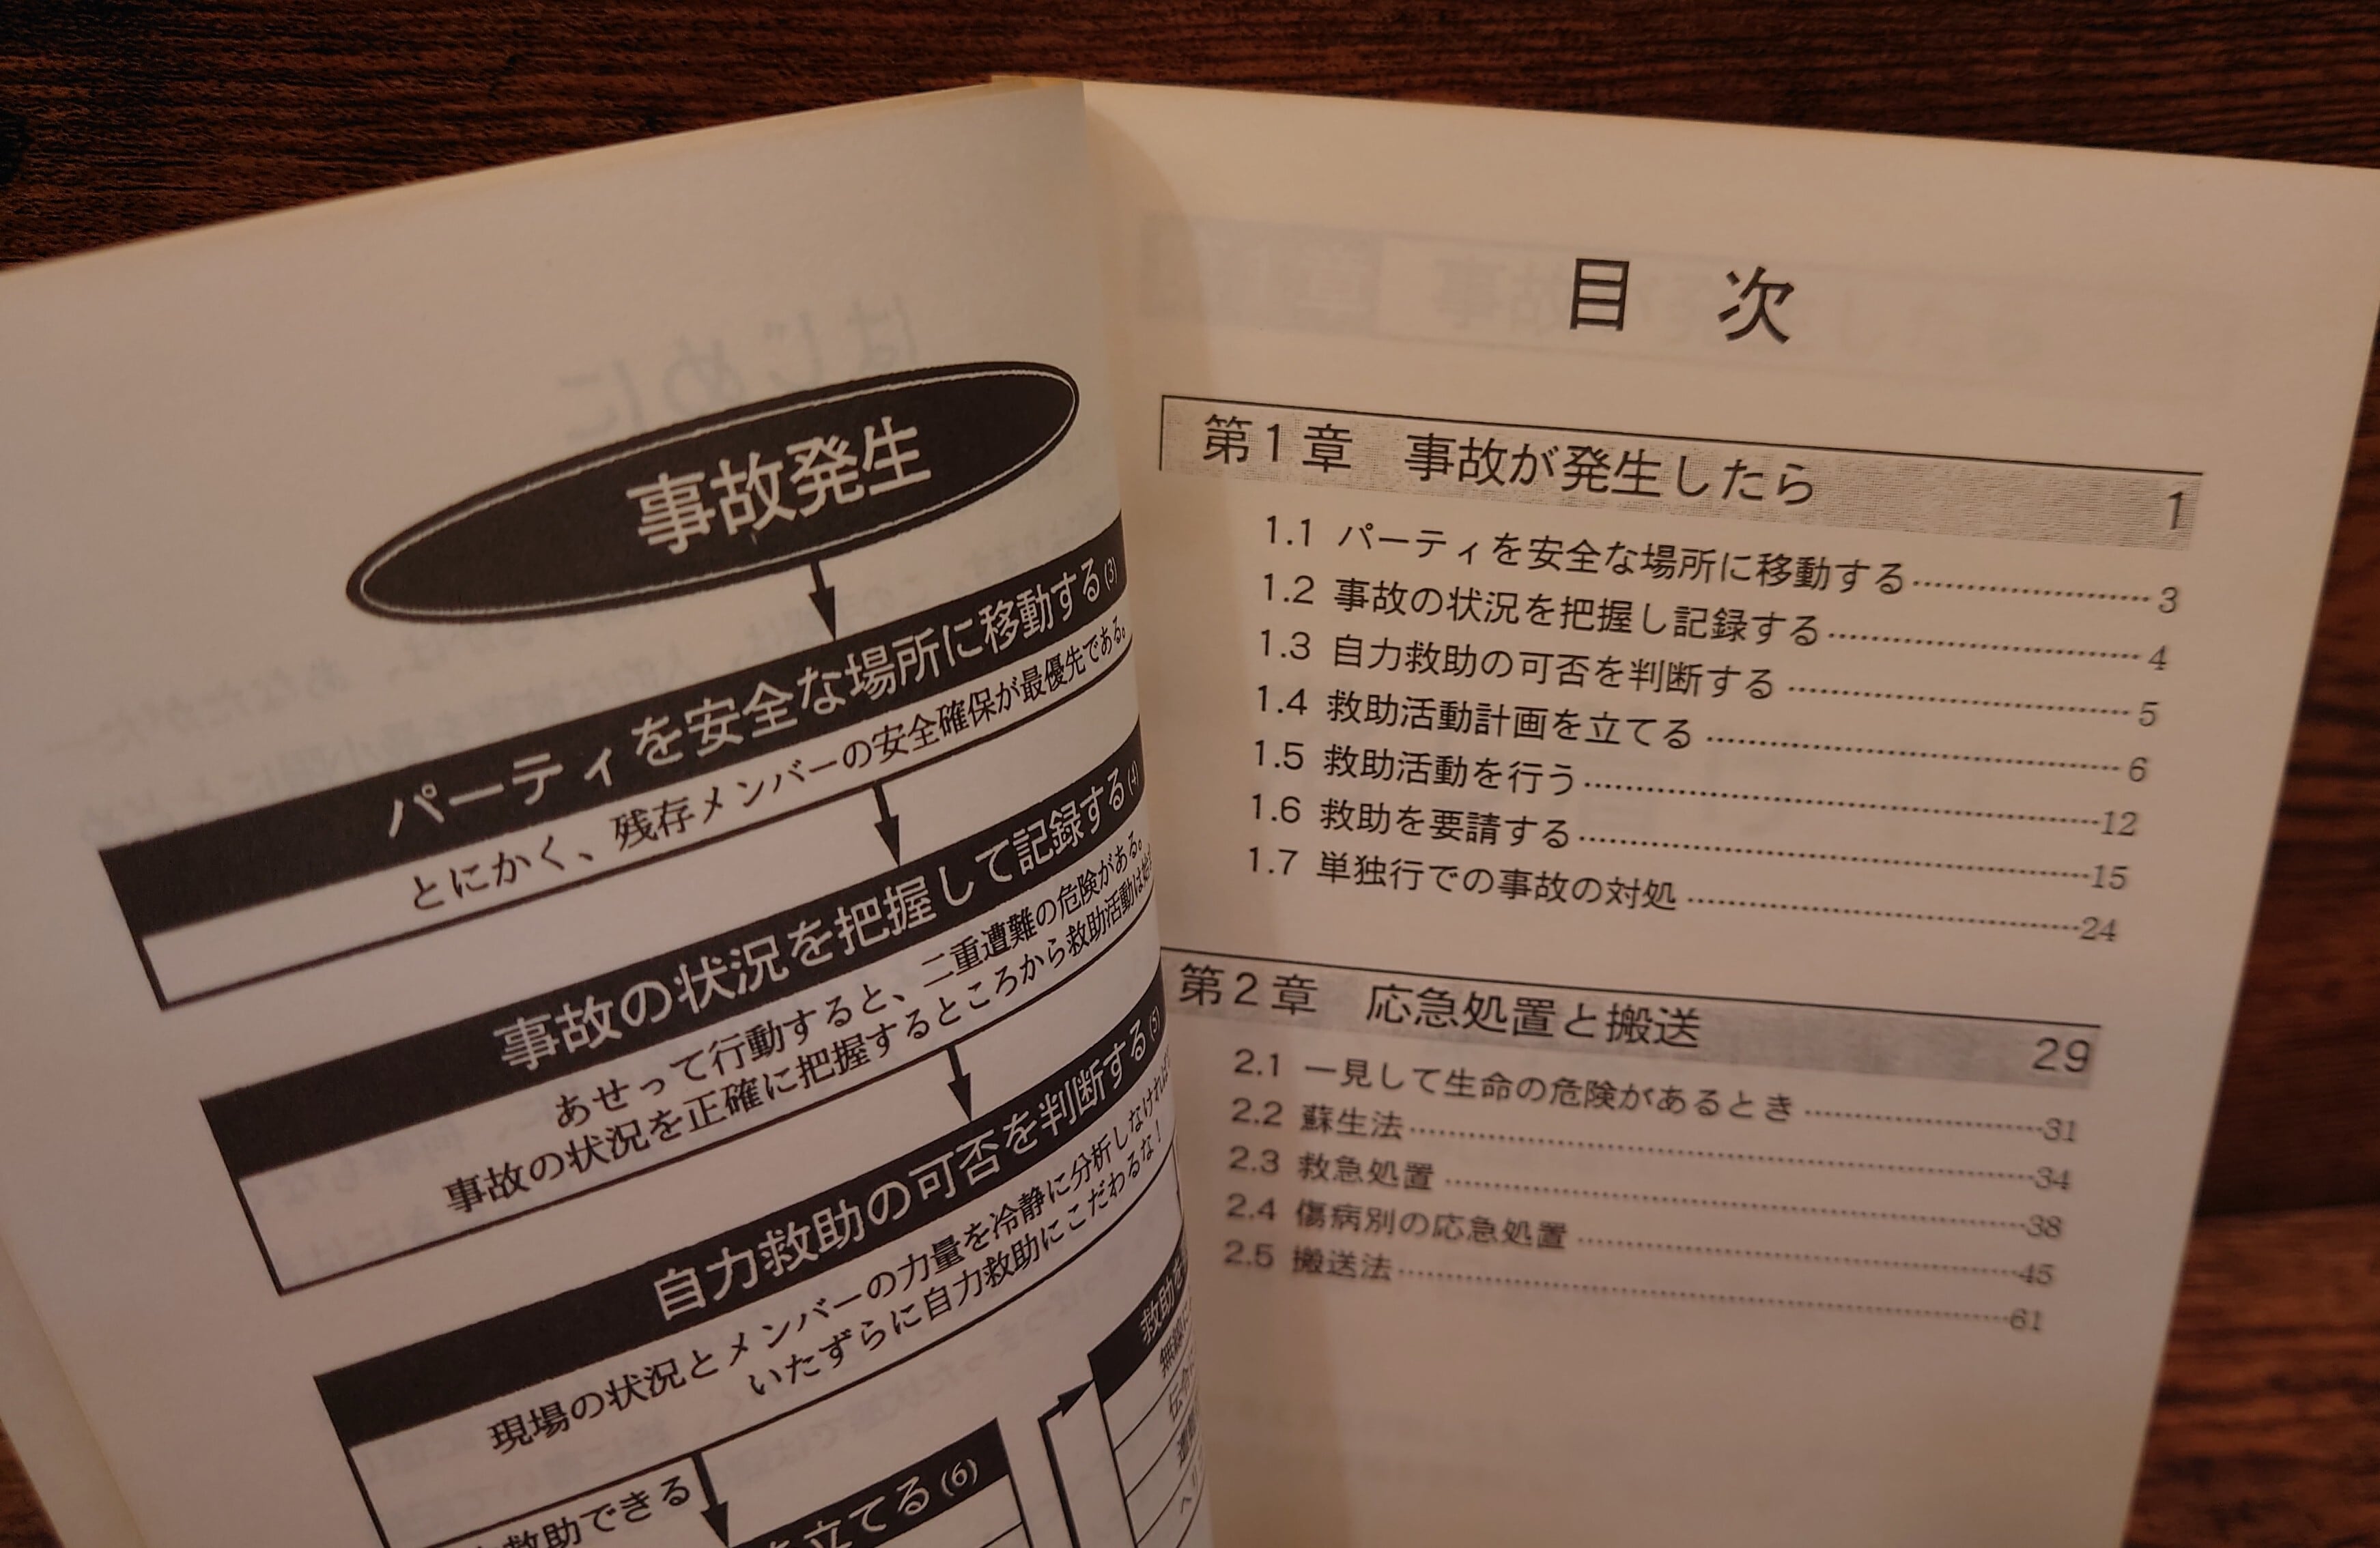 事故発生
パーティを安全な場所に移動する(3)
とにかく、残存メンバーの安全確保が最優先である。
事故の状況を把握して記録する(4)
あせって行動すると、二重遭難の危険がある。
事故の状況を正確に把握するところから救助活動は始
自力救助の可否を判断する(5)
現場の状況とメンバーの力量を冷静に分析しなければ
いたずらに自力救助にこだわるな！
救助できる
立てる(6)
救助を
無線
伝
遭
ヘリ
目 次
第1章 事故が発生したら 1
1.1 パーティを安全な場所に移動する 3
1.2 事故の状況を把握し記録する 4
1.3 自力救助の可否を判断する 5
1.4 救助活動計画を立てる 6
1.5 救助活動を行う 12
1.6 救助を要請する 15
1.7 単独行での事故の対処 24
第2章 応急処置と搬送 29
2.1 一見して生命の危険があるとき 31
2.2 蘇生法 34
2.3 救急処置 38
2.4 傷病別の応急処置 45
2.5 搬送法 61